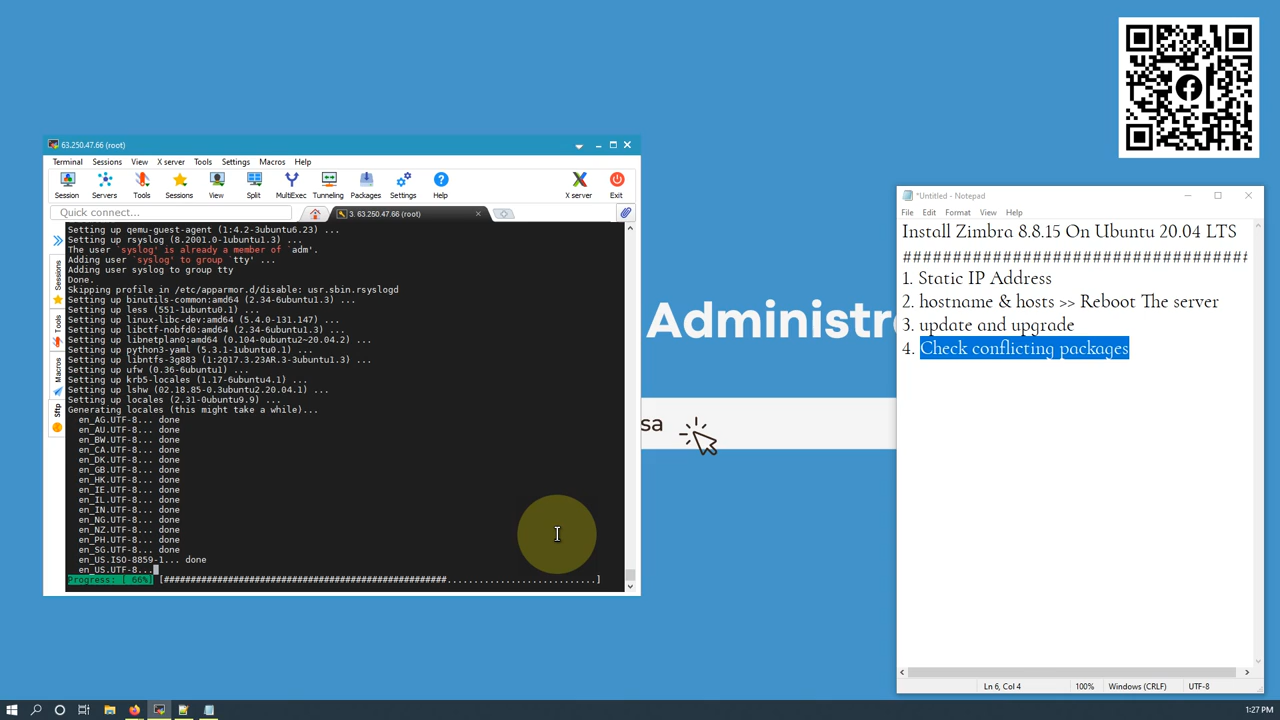 63.250.47.66 (root)
Terminal Sessions View X server Tools Settings Macros Help
Session Servers Tools Sessions View Split MultiExec Tunneling Packages Settings Help X server Exit
Quick connect...
3. 63.250.47.66 (root)
Sessions
Tools
Macros
Sftp
Setting up qemu-guest-agent (1:4.2-3ubuntu6.23) ...
Setting up rsyslog (8.2001.0-1ubuntu1.3) ...
The user `syslog' is already a member of `adm'.
Adding user `syslog' to group `tty' ...
Adding user syslog to group tty
Done.
Skipping profile in /etc/apparmor.d/disable: usr.sbin.rsyslogd
Setting up binutils-common:amd64 (2.34-6ubuntu1.3) ...
Setting up less (551-1ubuntu0.1) ...
Setting up linux-libc-dev:amd64 (5.4.0-131.147) ...
Setting up libctf-nobfd0:amd64 (2.34-6ubuntu1.3) ...
Setting up libnetplan0:amd64 (0.104-0ubuntu2~20.04.2) ...
Setting up python3-yaml (5.3.1-1ubuntu0.1) ...
Setting up libntfs-3g883 (1:2017.3.23AR.3-3ubuntu1.3) ...
Setting up ufw (0.36-6ubuntu1) ...
Setting up krb5-locales (1.17-6ubuntu4.1) ...
Setting up lshw (02.18.85-0.3ubuntu2.20.04.1) ...
Setting up locales (2.31-0ubuntu9.9) ...
Generating locales (this might take a while)...
en_AG.UTF-8... done
en_AU.UTF-8... done
en_BW.UTF-8... done
en_CA.UTF-8... done
en_DK.UTF-8... done
en_GB.UTF-8... done
en_HK.UTF-8... done
en_IE.UTF-8... done
en_IL.UTF-8... done
en_IN.UTF-8... done
en_NG.UTF-8... done
en_NZ.UTF-8... done
en_PH.UTF-8... done
en_SG.UTF-8... done
en_US.ISO-8859-1... done
en_US.UTF-8...
Progress: [ 66%] [###################################################...........................]
Administr
sa
*Untitled - Notepad
File Edit Format View Help
Install Zimbra 8.8.15 On Ubuntu 20.04 LTS
##################################
1. Static IP Address
2. hostname & hosts >> Reboot The server
3. update and upgrade
4. Check conflicting packages
Ln 6, Col 4 100% Windows (CRLF) UTF-8
1:27 PM